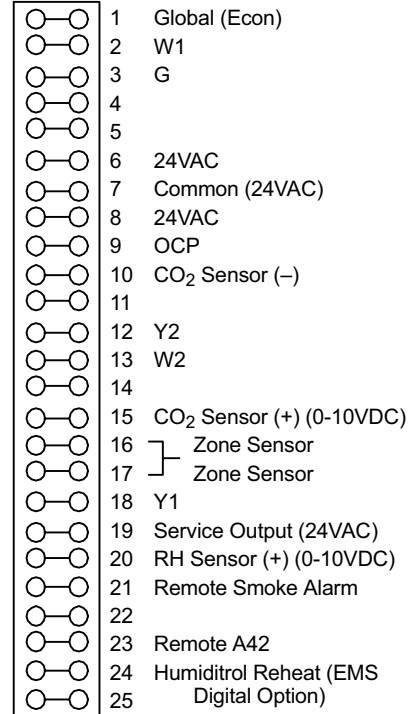 1 Global (Econ)
2 W1
3 G
4
5
6 24VAC
7 Common (24VAC)
8 24VAC
9 OCP
10 CO2 Sensor (–)
11
12 Y2
13 W2
14
15 CO2 Sensor (+) (0-10VDC)
16 Zone Sensor
17 Zone Sensor
18 Y1
19 Service Output (24VAC)
20 RH Sensor (+) (0-10VDC)
21 Remote Smoke Alarm
22
23 Remote A42
24 Humiditrol Reheat (EMS
25 Digital Option)